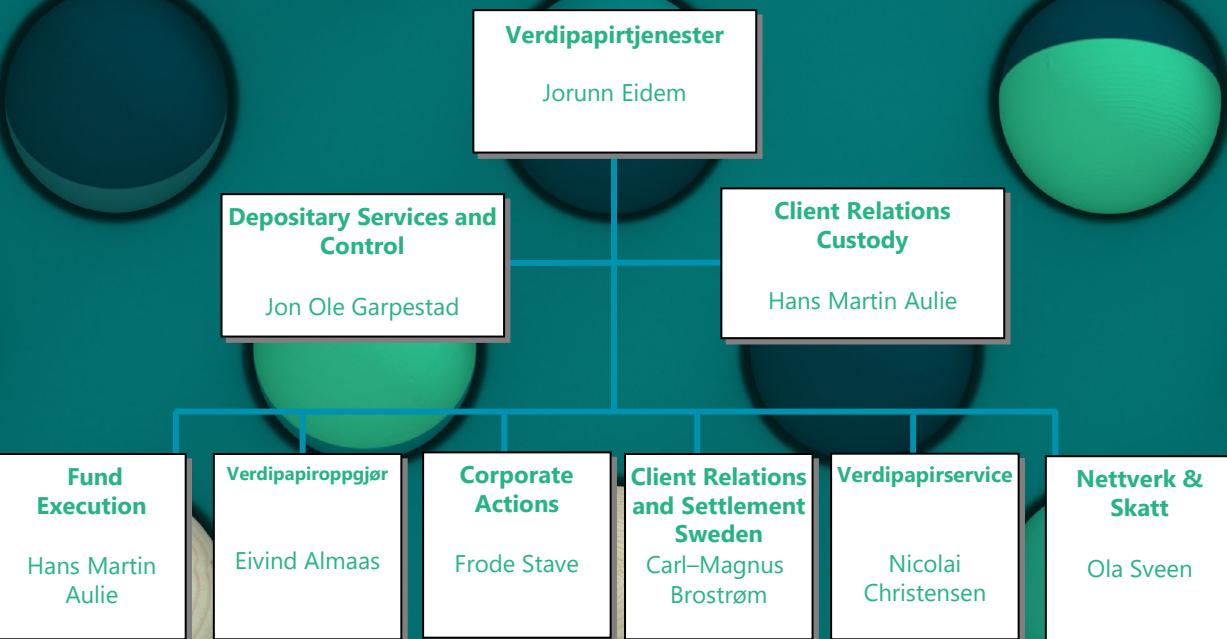 Verdipapirtjenester
Jorunn Eidem
Depositary Services and
Control
Jon Ole Garpestad
Client Relations
Custody
Hans Martin Aulie
Fund
Execution
Hans Martin
Aulie
Verdipapiroppgjør
Eivind Almaas
Corporate
Actions
Frode Stave
Client Relations
and Settlement
Sweden
Carl–Magnus
Brostrøm
Verdipapirservice
Nicolai
Christensen
Nettverk &
Skatt
Ola Sveen